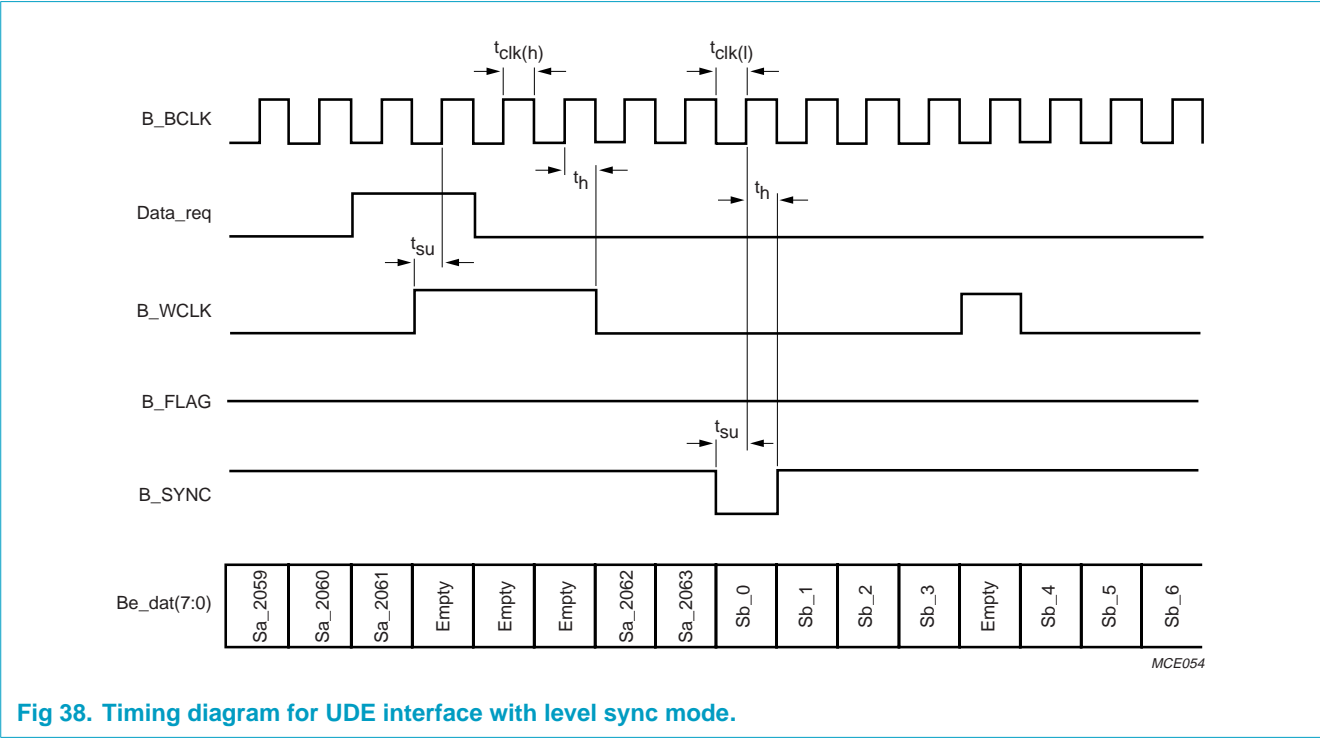 tclk(h)
tclk(l)
B_BCLK
th
th
Data_req
tsu
B_WCLK
B_FLAG
tsu
B_SYNC
Be_dat(7:0)
Sa_2059
Sa_2060
Sa_2061
Empty
Empty
Empty
Sa_2062
Sa_2063
Sb_0
Sb_1
Sb_2
Sb_3
Empty
Sb_4
Sb_5
Sb_6
MCE054
Fig 38. Timing diagram for UDE interface with level sync mode.